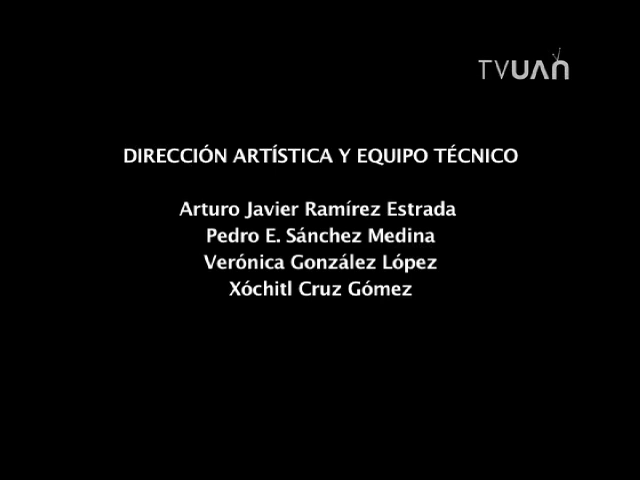 TVUAN
DIRECCIÓN ARTÍSTICA Y EQUIPO TÉCNICO
Arturo Javier Ramírez Estrada
Pedro E. Sánchez Medina
Verónica González López
Xóchitl Cruz Gómez